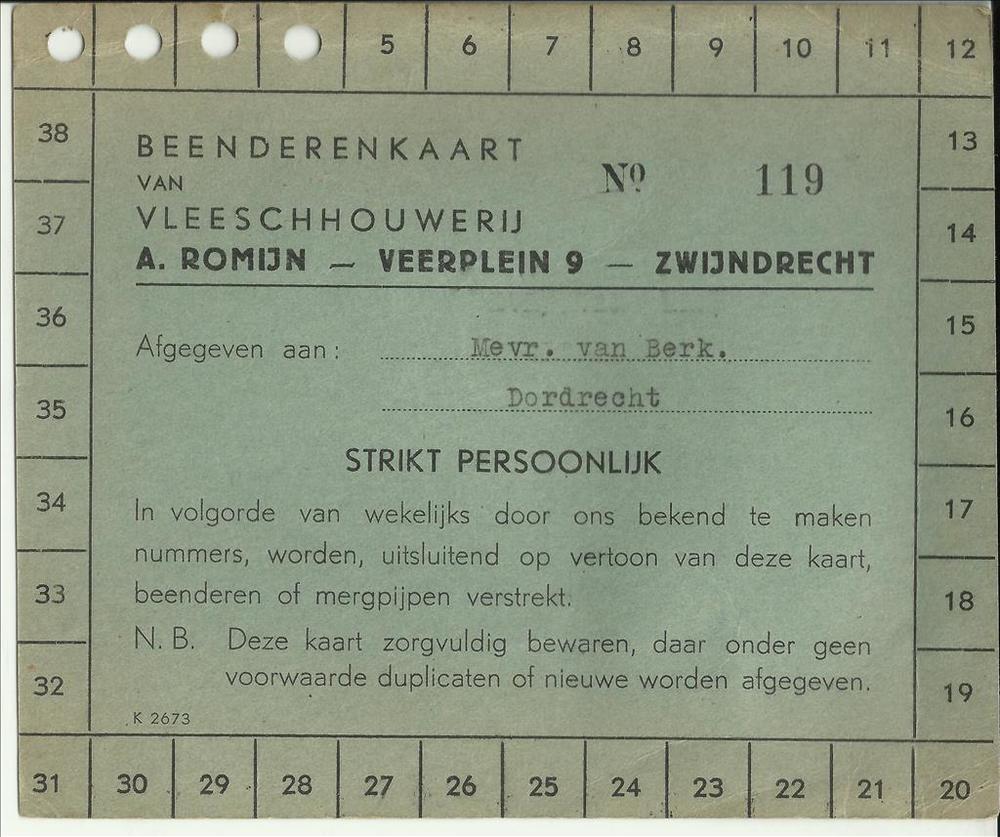 5 6 7 8 9 10 11 12
38 13
BEENDERENKAART
VAN
Nº 119
37 14
VLEESCHHOUWERIJ
A. ROMIJN — VEERPLEIN 9 — ZWIJNDRECHT
36 15
Afgegeven aan: Mevr. van Berk.
Dordrecht
35 16
STRIKT PERSOONLIJK
34 17
In volgorde van wekelijks door ons bekend te maken
nummers, worden, uitsluitend op vertoon van deze kaart,
beenderen of mergpijpen verstrekt.
33 18
N. B. Deze kaart zorgvuldig bewaren, daar onder geen
voorwaarde duplicaten of nieuwe worden afgegeven.
32 19
K 2673
31 30 29 28 27 26 25 24 23 22 21 20